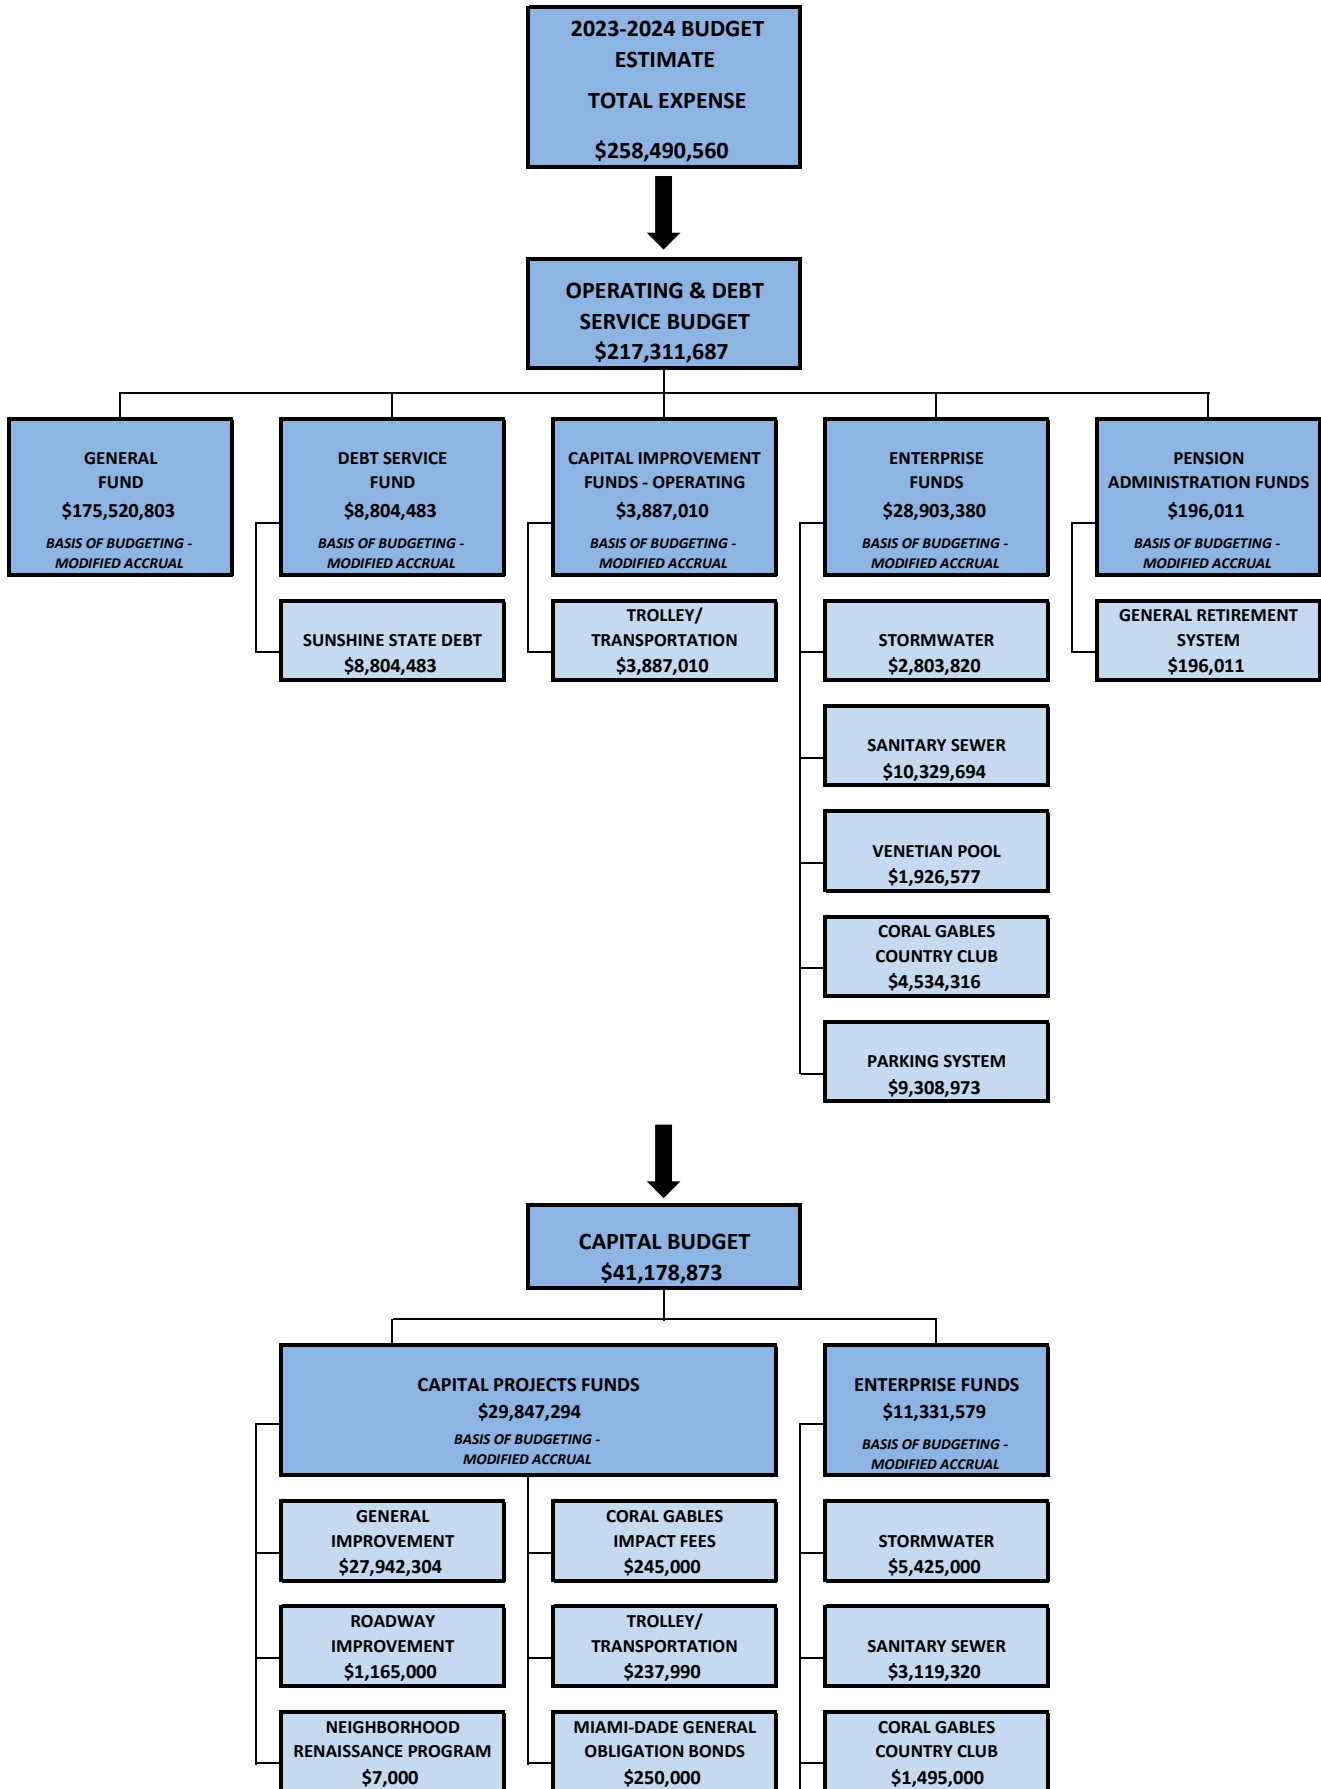 2023-2024 BUDGET
ESTIMATE
TOTAL EXPENSE
$258,490,560
OPERATING & DEBT
SERVICE BUDGET
$217,311,687
GENERAL
FUND
$175,520,803
BASIS OF BUDGETING -
MODIFIED ACCRUAL
DEBT SERVICE
FUND
$8,804,483
BASIS OF BUDGETING -
MODIFIED ACCRUAL
CAPITAL IMPROVEMENT
FUNDS - OPERATING
$3,887,010
BASIS OF BUDGETING -
MODIFIED ACCRUAL
ENTERPRISE
FUNDS
$28,903,380
BASIS OF BUDGETING -
MODIFIED ACCRUAL
PENSION
ADMINISTRATION FUNDS
$196,011
BASIS OF BUDGETING -
MODIFIED ACCRUAL
SUNSHINE STATE DEBT
$8,804,483
TROLLEY/
TRANSPORTATION
$3,887,010
STORMWATER
$2,803,820
GENERAL RETIREMENT
SYSTEM
$196,011
SANITARY SEWER
$10,329,694
VENETIAN POOL
$1,926,577
CORAL GABLES
COUNTRY CLUB
$4,534,316
PARKING SYSTEM
$9,308,973
CAPITAL BUDGET
$41,178,873
CAPITAL PROJECTS FUNDS
$29,847,294
BASIS OF BUDGETING -
MODIFIED ACCRUAL
ENTERPRISE FUNDS
$11,331,579
BASIS OF BUDGETING -
MODIFIED ACCRUAL
GENERAL
IMPROVEMENT
$27,942,304
CORAL GABLES
IMPACT FEES
$245,000
STORMWATER
$5,425,000
ROADWAY
IMPROVEMENT
$1,165,000
TROLLEY/
TRANSPORTATION
$237,990
SANITARY SEWER
$3,119,320
NEIGHBORHOOD
RENAISSANCE PROGRAM
$7,000
MIAMI-DADE GENERAL
OBLIGATION BONDS
$250,000
CORAL GABLES
COUNTRY CLUB
$1,495,000